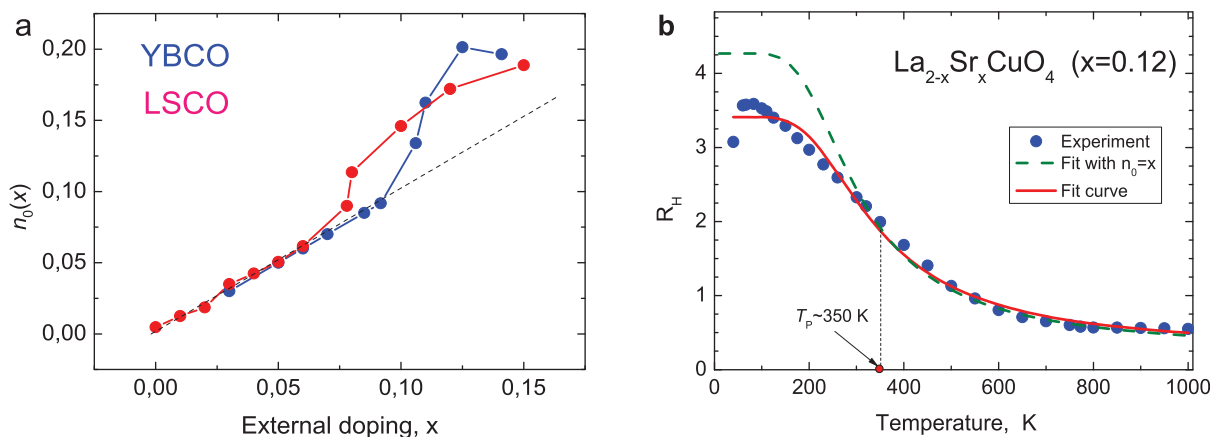 a
YBCO
LSCO
n₀(x)
0,20
0,15
0,10
0,05
0,00
0,00 0,05 0,10 0,15
External doping, x
b
La₂₋ₓSrₓCuO₄ (x=0.12)
Experiment
Fit with n₀=x
Fit curve
R_H
4
3
2
1
0
T_P~350 K
0 200 400 600 800 1000
Temperature, K